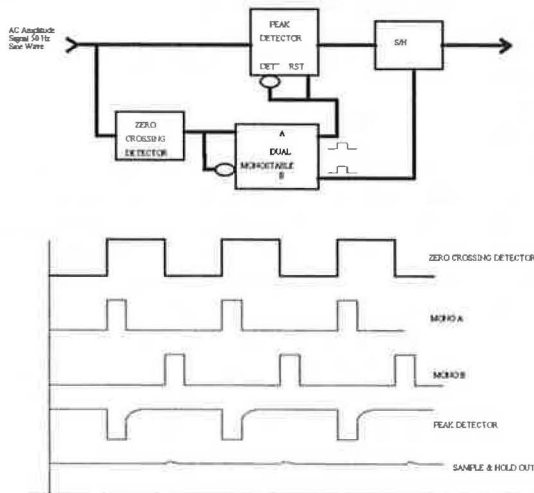 AC Amplitude
Signal 50 Hz
Sine Wave
PEAK
DETECTOR
DET RST
S/H
ZERO
CROSSING
DETECTOR
A
DUAL
MONOSTABLE
B
ZERO CROSSING DETECTOR
MONO A
MONO B
PEAK DETECTOR
SAMPLE & HOLD OUT